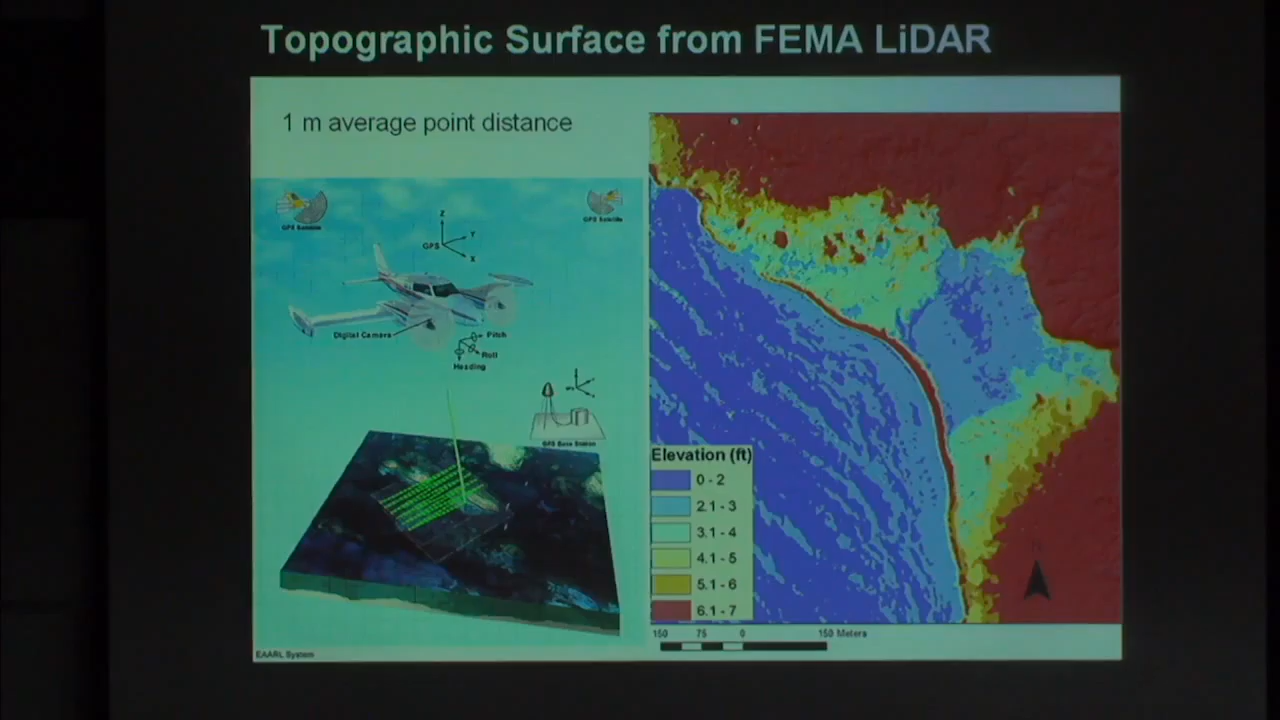 Topographic Surface from FEMA LiDAR
1 m average point distance
GPS Satellite
GPS Satellite
Z
Y
GPS
X
Digital Camera
Pitch
Roll
Heading
GPS Base Station
EAARL System
Elevation (ft)
0 - 2
2.1 - 3
3.1 - 4
4.1 - 5
5.1 - 6
6.1 - 7
N
150 75 0 150 Meters